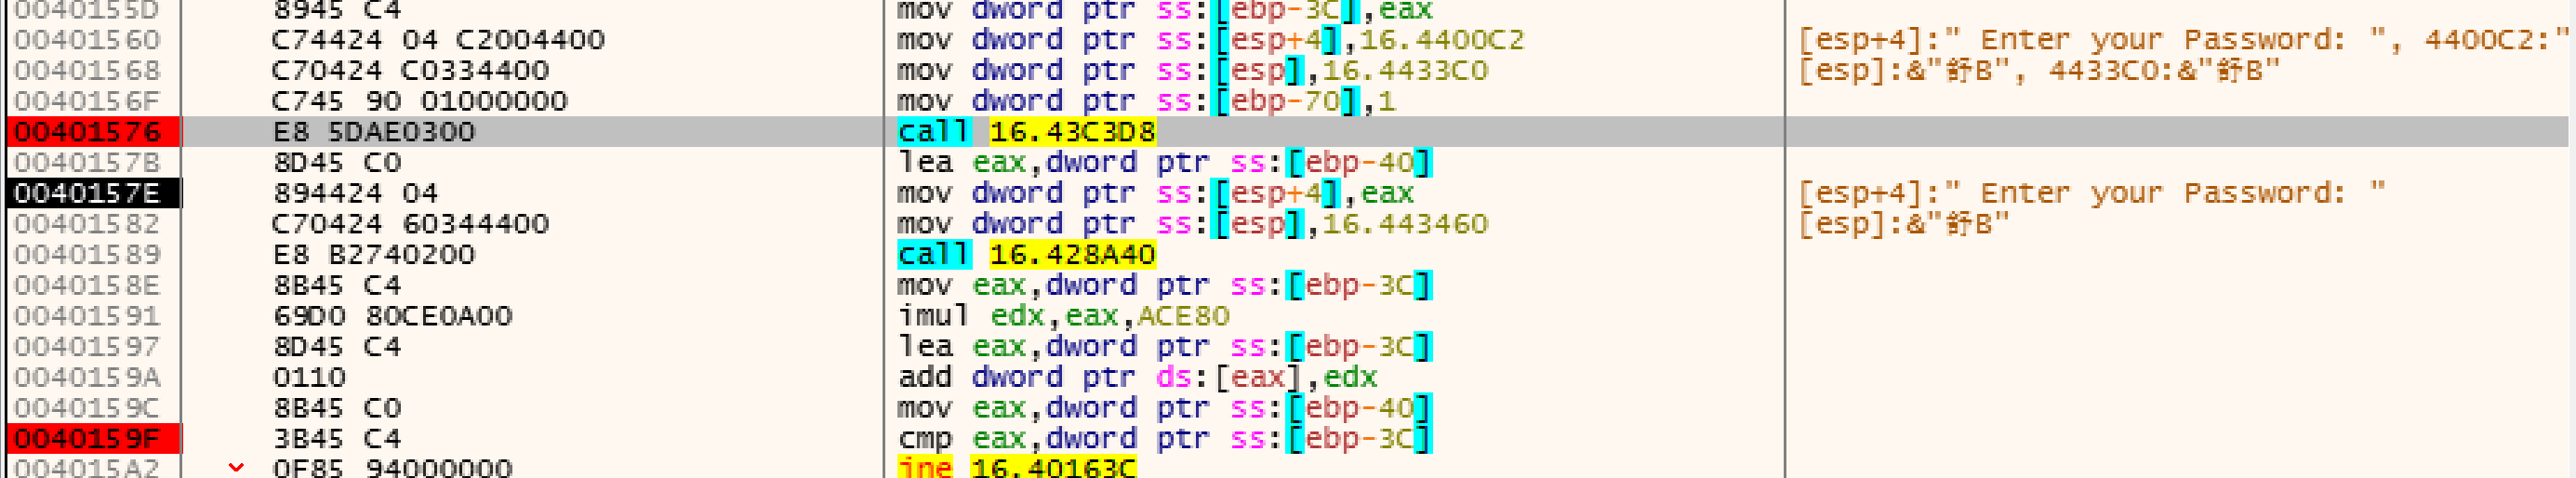 0040155D 8945 C4 mov dword ptr ss:[ebp-3C],eax
00401560 C74424 04 C2004400 mov dword ptr ss:[esp+4],16.4400C2 [esp+4]:" Enter your Password: ", 4400C2:"
00401568 C70424 C0334400 mov dword ptr ss:[esp],16.4433C0 [esp]:&"舒B", 4433C0:&"舒B"
0040156F C745 90 01000000 mov dword ptr ss:[ebp-70],1
00401576 E8 5DAE0300 call 16.43C3D8
0040157B 8D45 C0 lea eax,dword ptr ss:[ebp-40]
0040157E 894424 04 mov dword ptr ss:[esp+4],eax [esp+4]:" Enter your Password: "
00401582 C70424 60344400 mov dword ptr ss:[esp],16.443460 [esp]:&"舒B"
00401589 E8 B2740200 call 16.428A40
0040158E 8B45 C4 mov eax,dword ptr ss:[ebp-3C]
00401591 69D0 80CE0A00 imul edx,eax,ACE80
00401597 8D45 C4 lea eax,dword ptr ss:[ebp-3C]
0040159A 0110 add dword ptr ds:[eax],edx
0040159C 8B45 C0 mov eax,dword ptr ss:[ebp-40]
0040159F 3B45 C4 cmp eax,dword ptr ss:[ebp-3C]
004015A2 0F85 94000000 jne 16.40163C